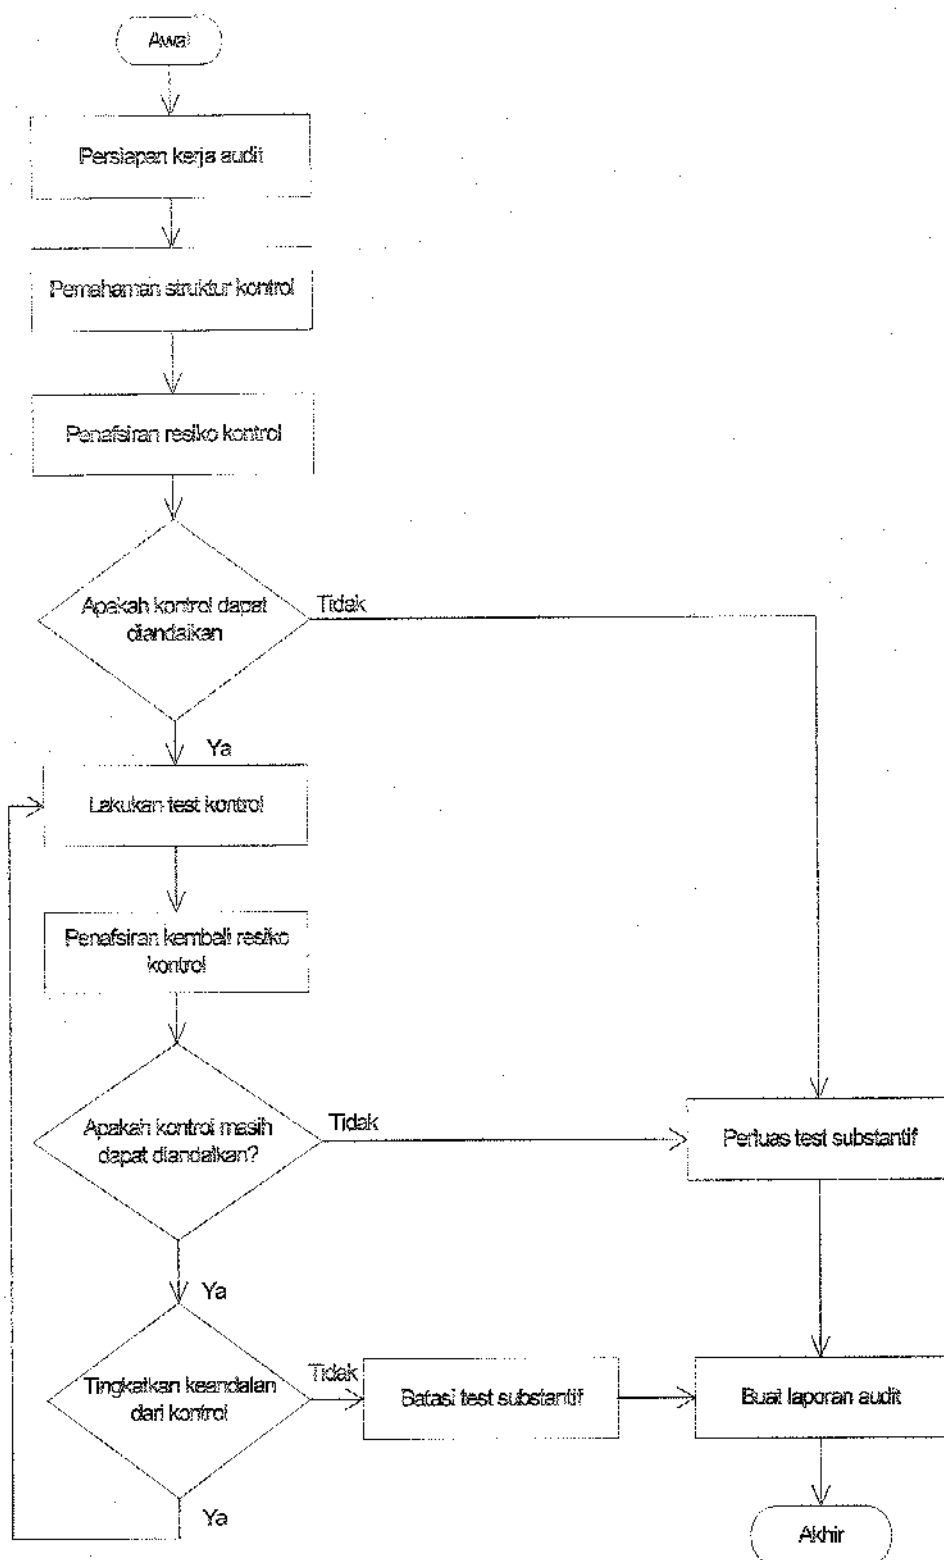 Awal
Persiapan kerja audit
Pemahaman struktur kontrol
Penafsiran resiko kontrol
Apakah kontrol dapat
diandalkan
Tidak
Ya
Lakukan test kontrol
Penafsiran kembali resiko
kontrol
Apakah kontrol masih
dapat diandalkan?
Tidak
Perluas test substantif
Ya
Tingkatkan keandalan
dari kontrol
Tidak
Batasi test substantif
Buat laporan audit
Ya
Akhir